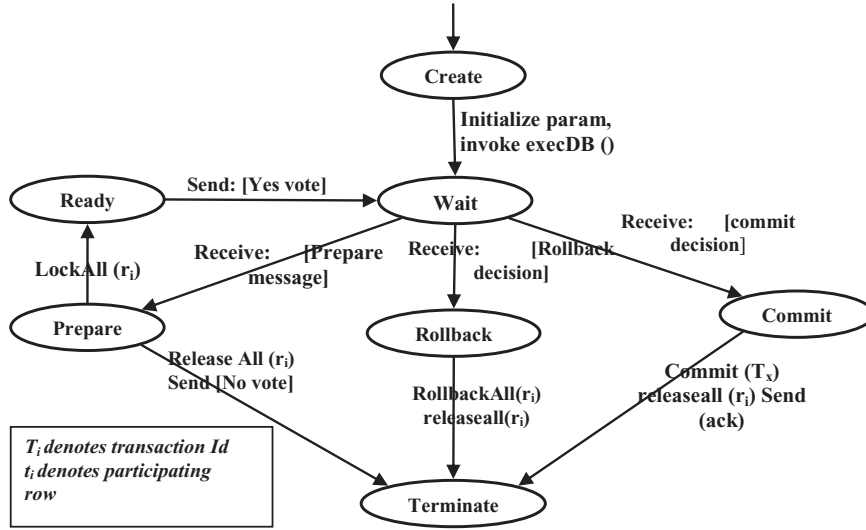 Create
Initialize param,
invoke execDB ()
Ready
Send: [Yes vote]
Wait
Receive: [Prepare
message]
Receive: [Rollback
decision]
Receive: [commit
decision]
LockAll (rᵢ)
Prepare
Rollback
Commit
Release All (rᵢ)
Send [No vote]
RollbackAll(rᵢ)
releaseall(rᵢ)
Commit (Tₓ)
releaseall (rᵢ) Send
(ack)
Tᵢ denotes transaction Id
tᵢ denotes participating
row
Terminate